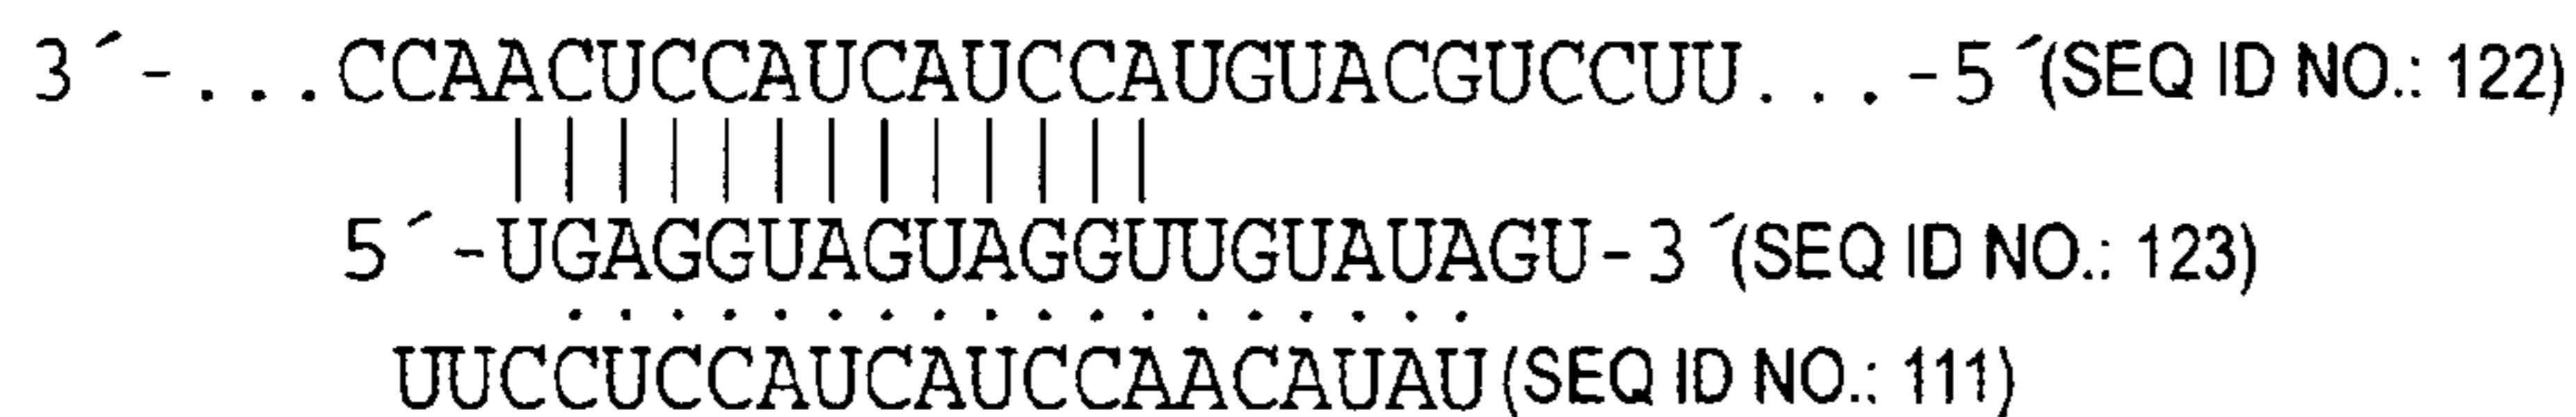 3´-...CCAACUCCAUCAUCCAUGUACGUCCUU...-5´(SEQ ID NO.: 122)
5´-UGAGGUAGUAGGUUGUAUAGU-3´(SEQ ID NO.: 123)
UUCCUCCAUCAUCCAACAUAU(SEQ ID NO.: 111)